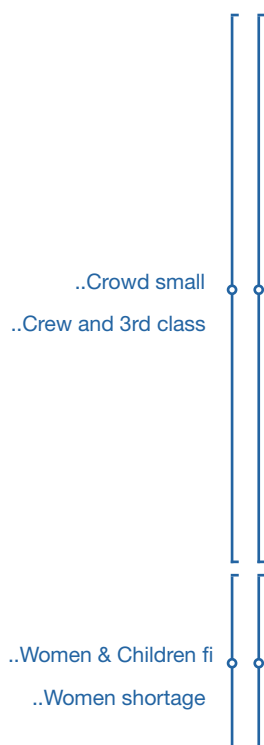 ..Crowd small
..Crew and 3rd class
..Women & Children fi
..Women shortage